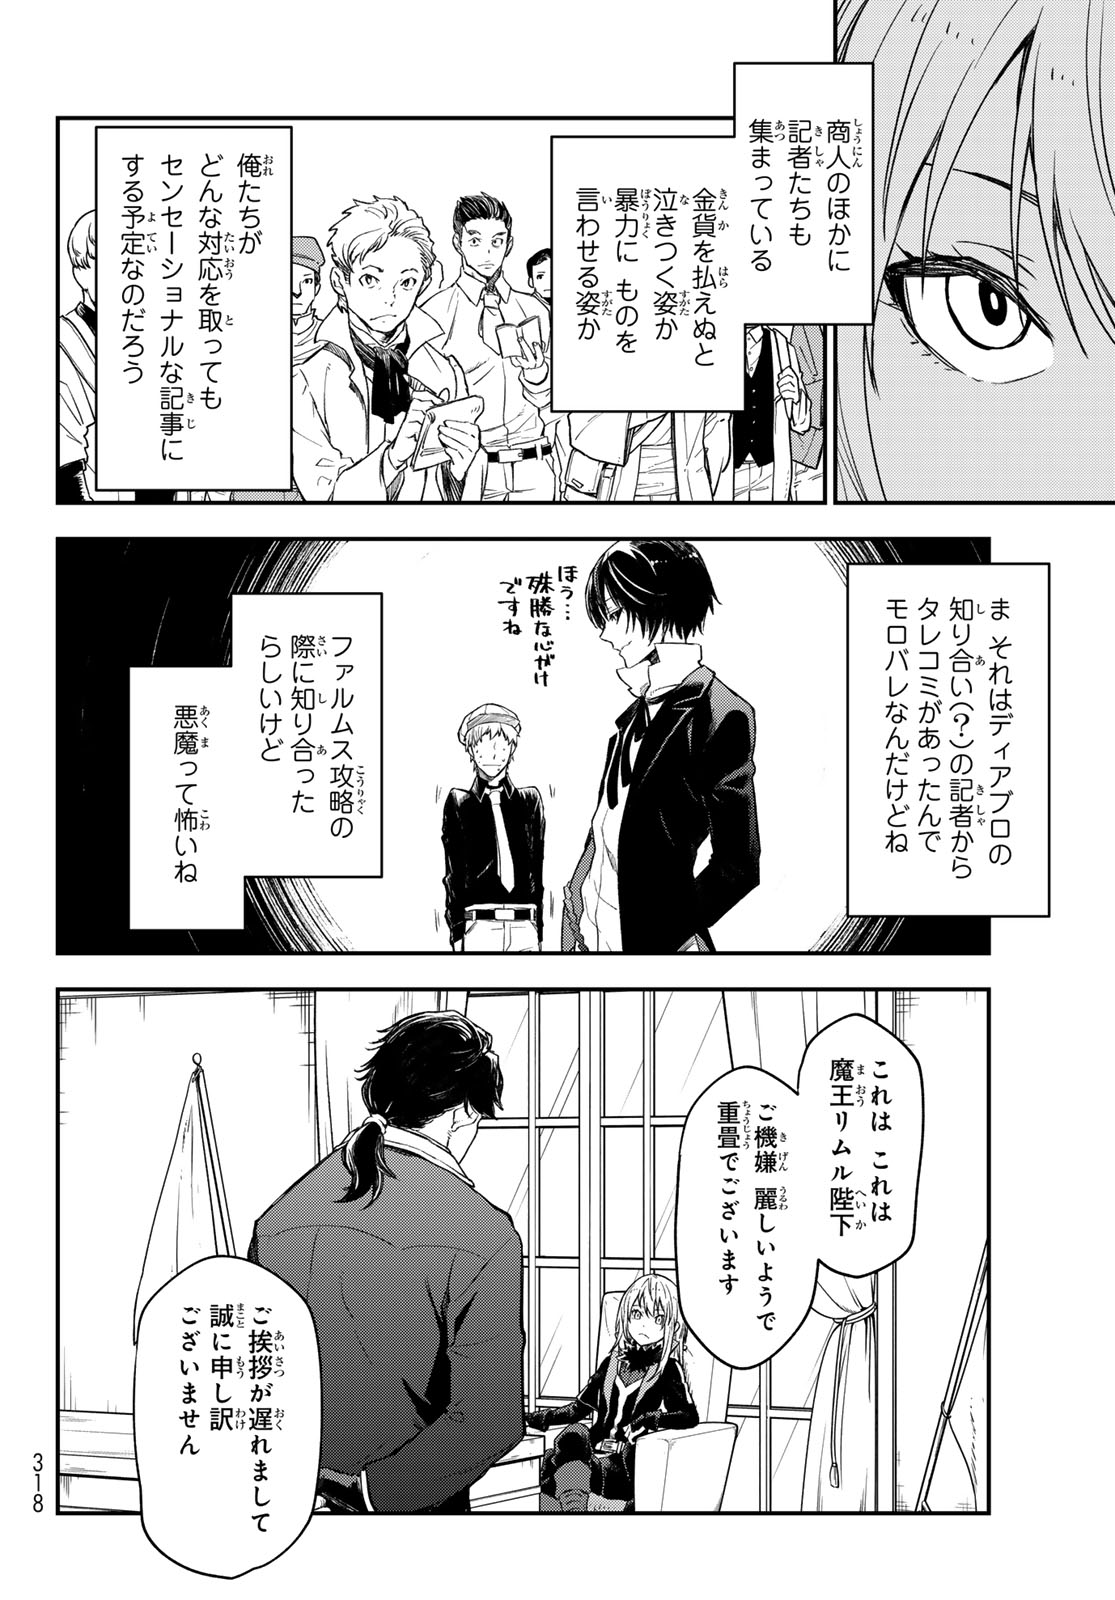 商人のほかに
記者たちも
集まっている
金貨を払えぬと
泣きつく姿か
暴力に ものを
言わせる姿か
俺たちが
どんな対応を取っても
センセーショナルな記事に
する予定なのだろう
ま それはディアブロの
知り合い(？)の記者から
タレコミがあったんで
モロバレなんだけどね
ほう…
殊勝な心がけ
ですね
ファルムス攻略の
際に知り合った
らしいけど
悪魔って怖いね
これは これは
魔王リムル陛下
ご機嫌 麗しいようで
重畳でございます
ご挨拶が遅れまして
誠に申し訳
ございません
318